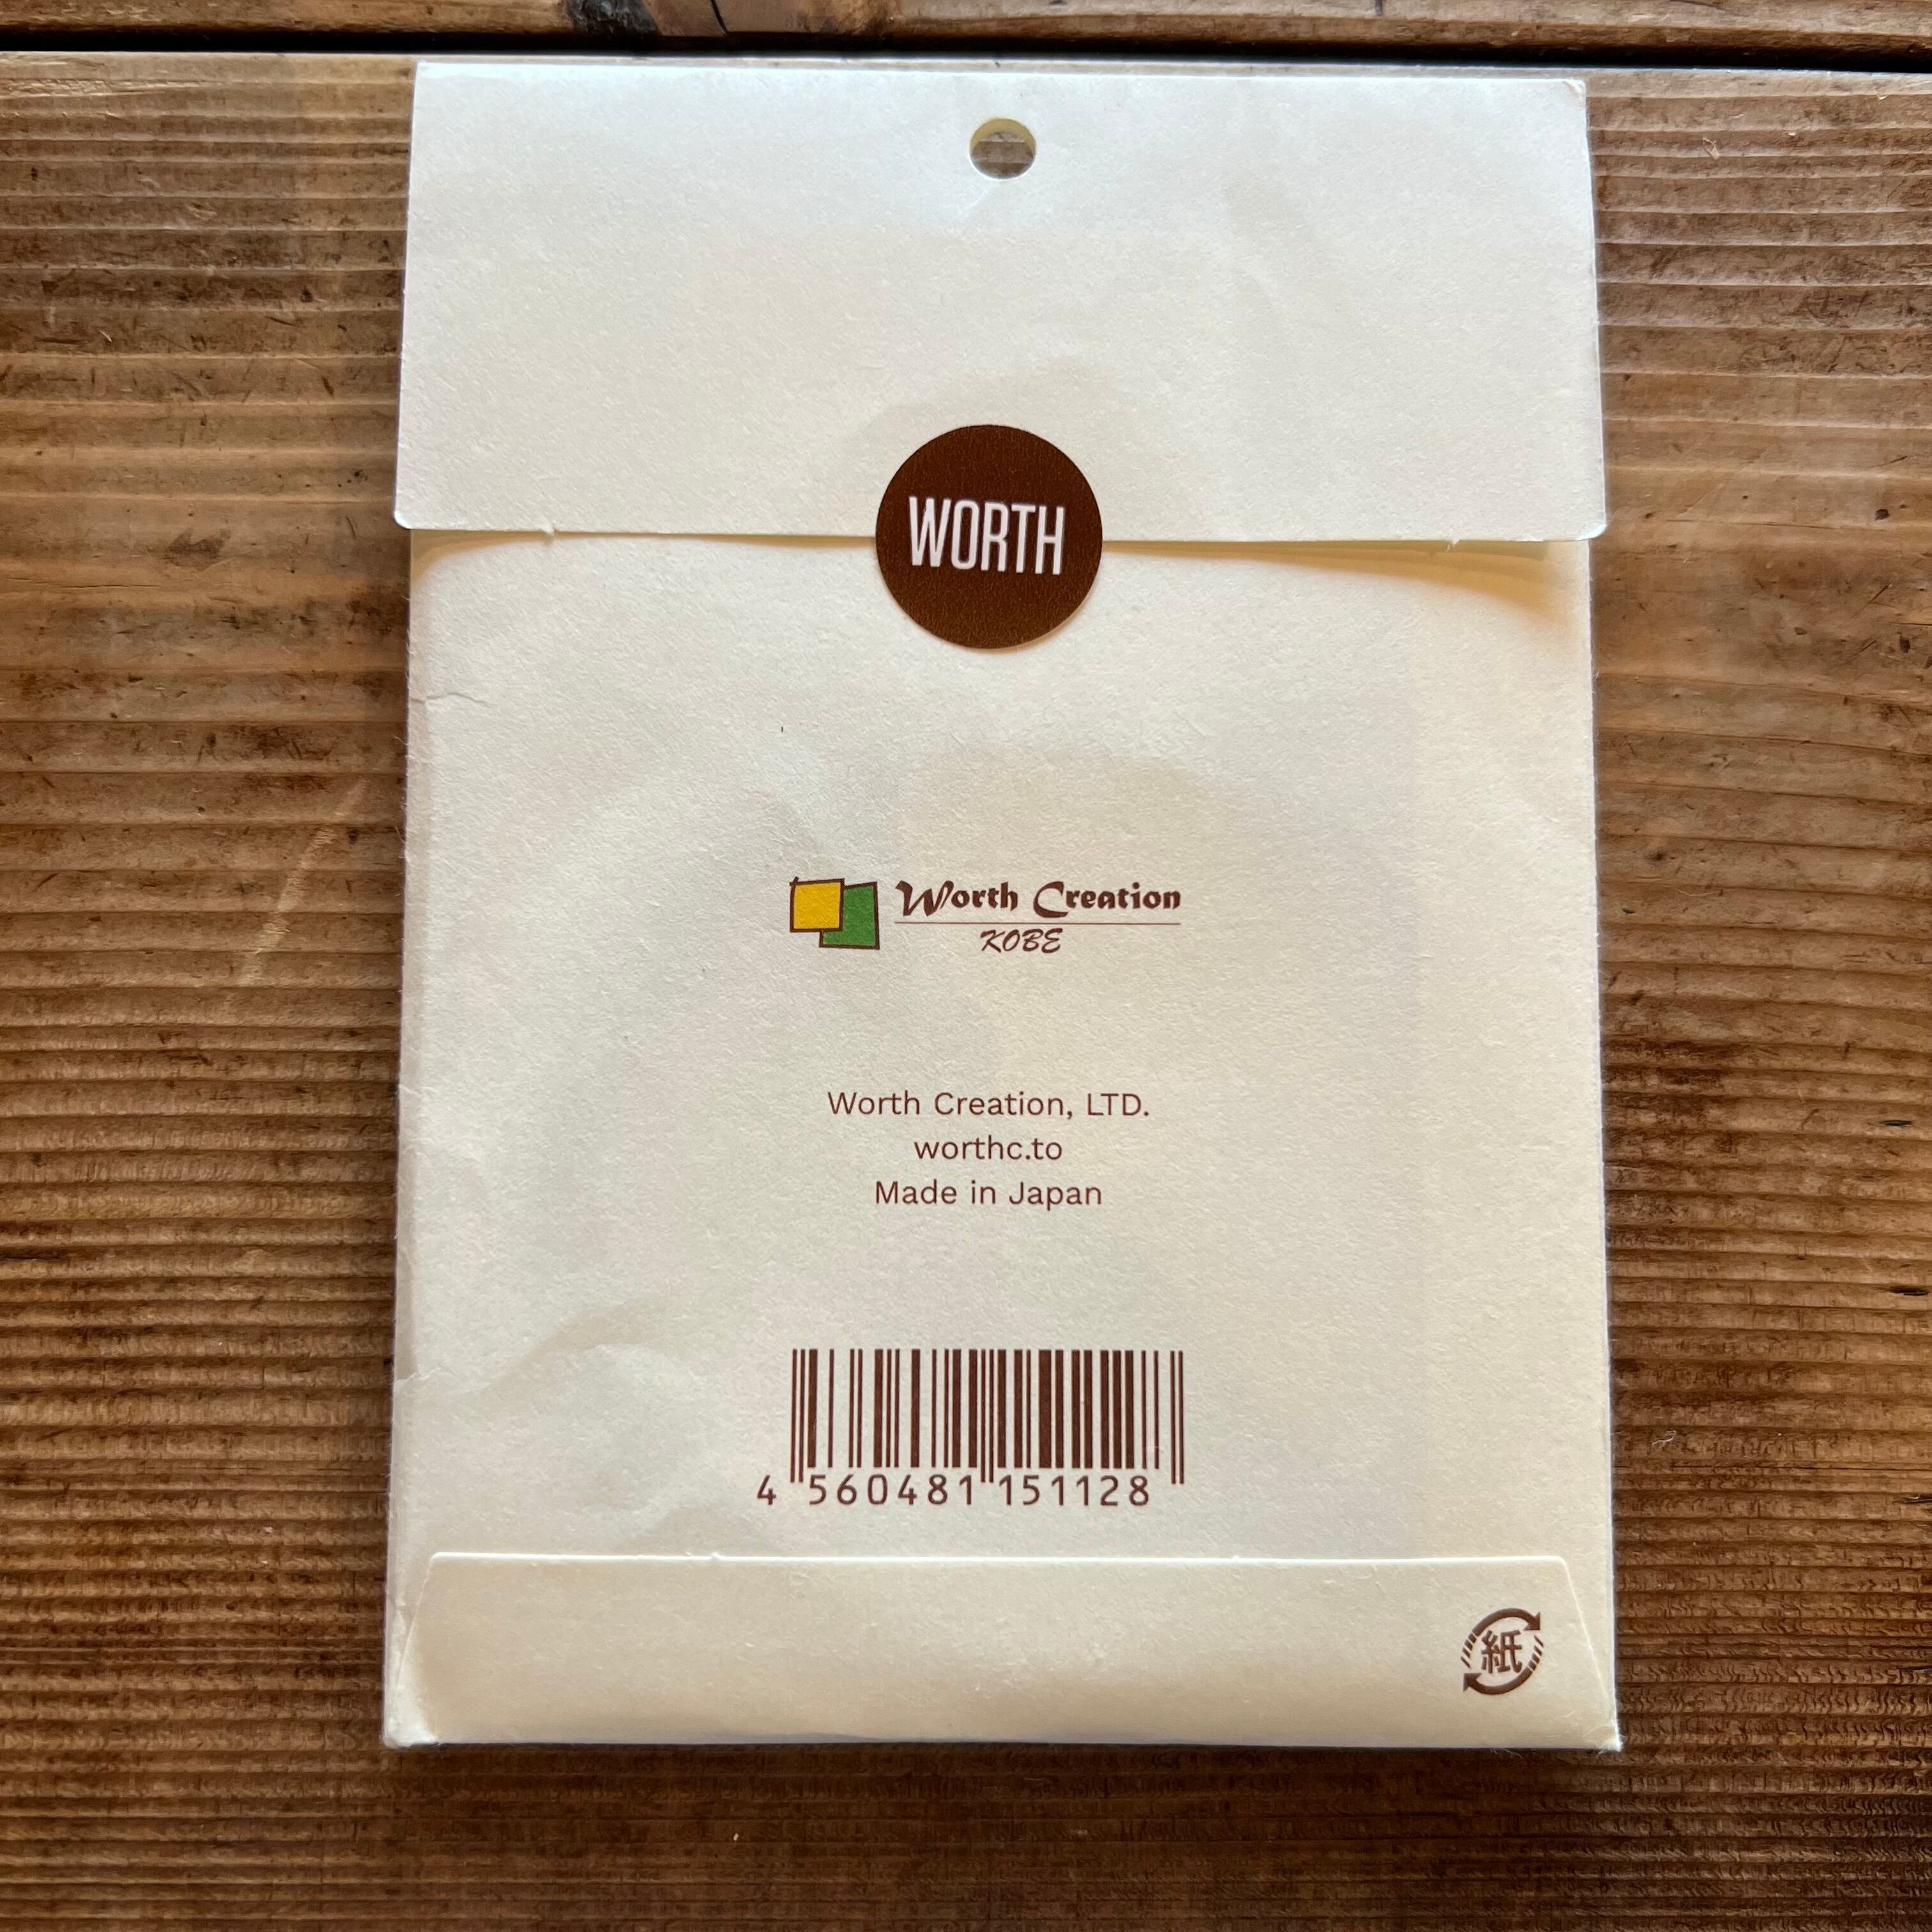 WORTH
Worth Creation
KOBE
Worth Creation, LTD.
worthc.to
Made in Japan
4 560481 151128
紙